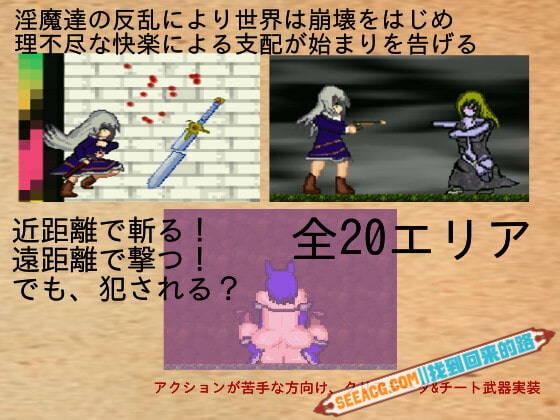 淫魔達の反乱により世界は崩壊をはじめ
理不尽な快楽による支配が始まりを告げる
近距離で斬る！
遠距離で撃つ！
でも、犯される？
全20エリア
アクションが苦手な方向け、ク
&チート武器実装
SEEACG.COM||找到回来的路